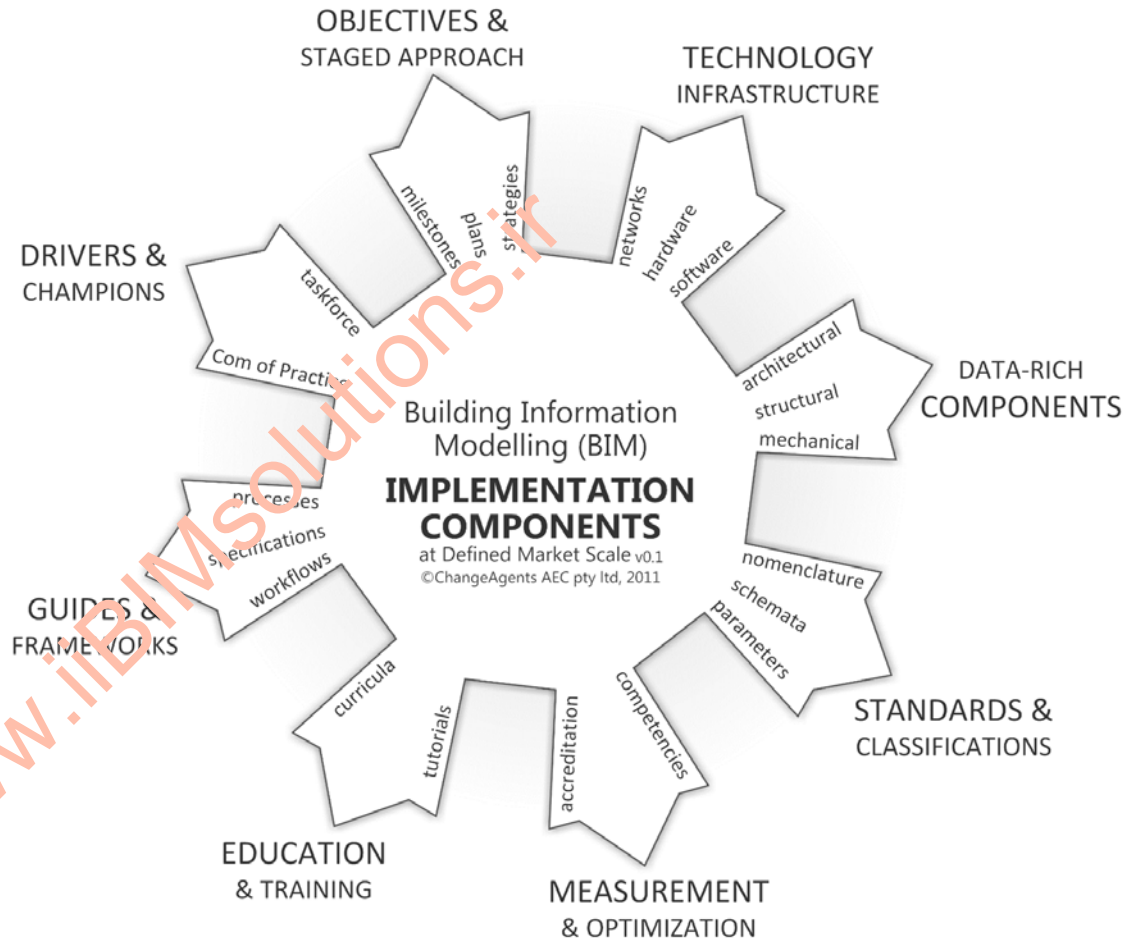 OBJECTIVES &
STAGED APPROACH
milestones
plans
strategies
TECHNOLOGY
INFRASTRUCTURE
networks
hardware
software
DATA-RICH
COMPONENTS
architectural
structural
mechanical
STANDARDS &
CLASSIFICATIONS
nomenclature
schemata
parameters
MEASUREMENT
& OPTIMIZATION
competencies
accreditation
EDUCATION
& TRAINING
tutorials
curricula
GUIDES &
FRAMEWORKS
processes
specifications
workflows
DRIVERS &
CHAMPIONS
taskforce
Com of Practice
Building Information
Modelling (BIM)
IMPLEMENTATION
COMPONENTS
at Defined Market Scale v0.1
©ChangeAgents AEC pty ltd, 2011
w.iiBIMsolutions.ir